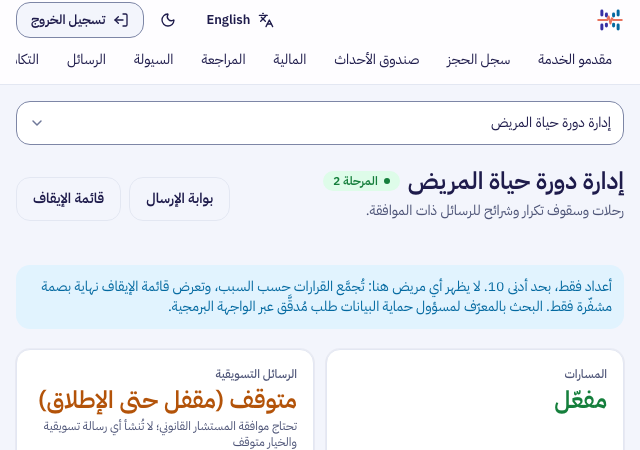 English
تسجيل الخروج
مقدمو الخدمة
سجل الحجز
صندوق الأحداث
المالية
المراجعة
السيولة
الرسائل
إدارة دورة حياة المريض
إدارة دورة حياة المريض
المرحلة 2
رحلات وسقوف تكرار وشرائح للرسائل ذات الموافقة.
بوابة الإرسال
قائمة الإيقاف
أعداد فقط، بحد أدنى 10. لا يظهر أي مريض هنا: تُجمَّع القرارات حسب السبب، وتعرض قائمة الإيقاف نهاية بصمة
مشفّرة فقط. البحث بالمعرّف لمسؤول حماية البيانات طلب مُدقَّق عبر الواجهة البرمجية.
المسارات
مفعّل
الرسائل التسويقية
متوقف (مقفل حتى الإطلاق)
تحتاج موافقة المستشار القانوني؛ لا تُنشأ أي رسالة تسويقية
والخيار متوقف